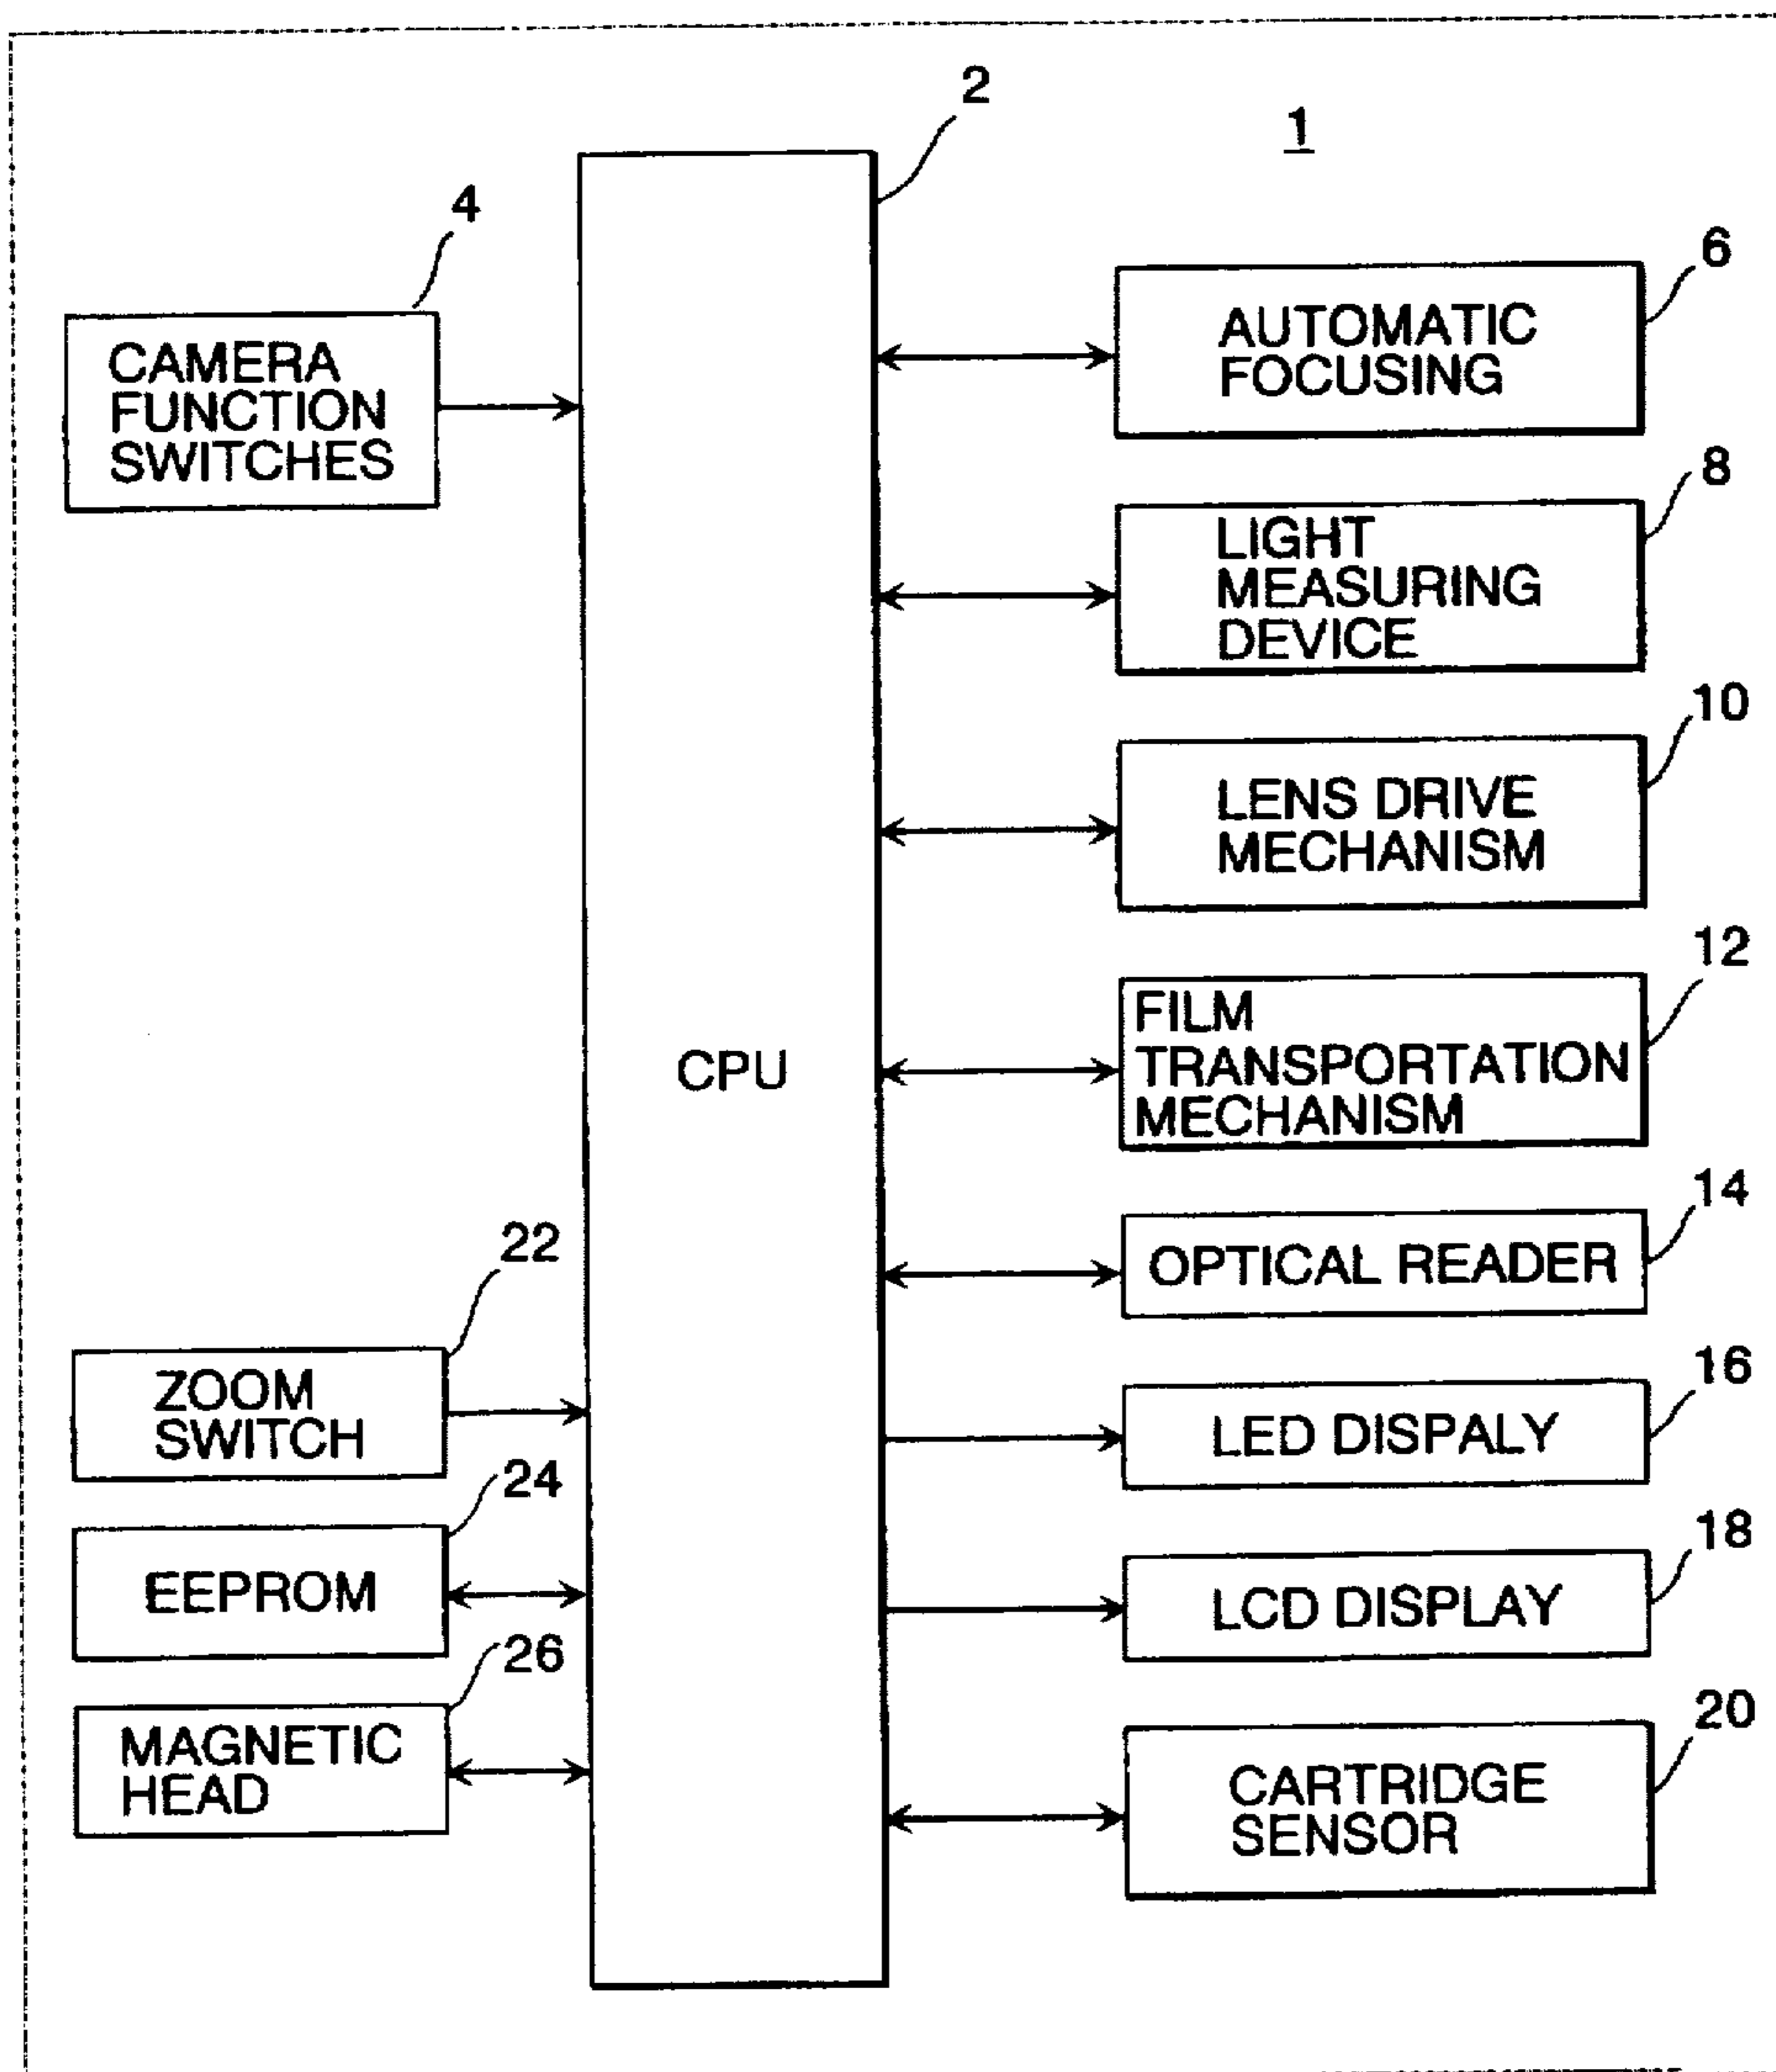 2
1
4
CAMERA
FUNCTION
SWITCHES
6
AUTOMATIC
FOCUSING
8
LIGHT
MEASURING
DEVICE
10
LENS DRIVE
MECHANISM
12
FILM
TRANSPORTATION
MECHANISM
CPU
14
OPTICAL READER
22
ZOOM
SWITCH
16
LED DISPALY
24
EEPROM
18
LCD DISPLAY
26
MAGNETIC
HEAD
20
CARTRIDGE
SENSOR